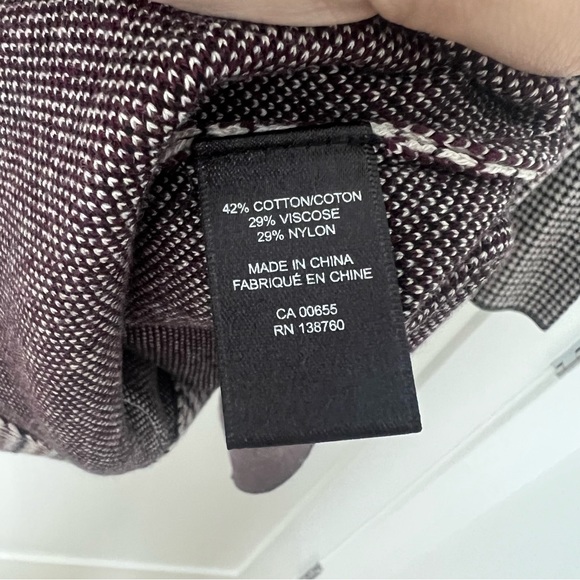 42% COTTON/COTON
29% VISCOSE
29% NYLON
MADE IN CHINA
FABRIQUÉ EN CHINE
CA 00655
RN 138760